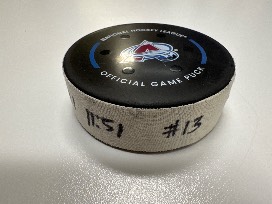 NATIONAL HOCKEY LEAGUE
OFFICIAL GAME PUCK
11:51 #13